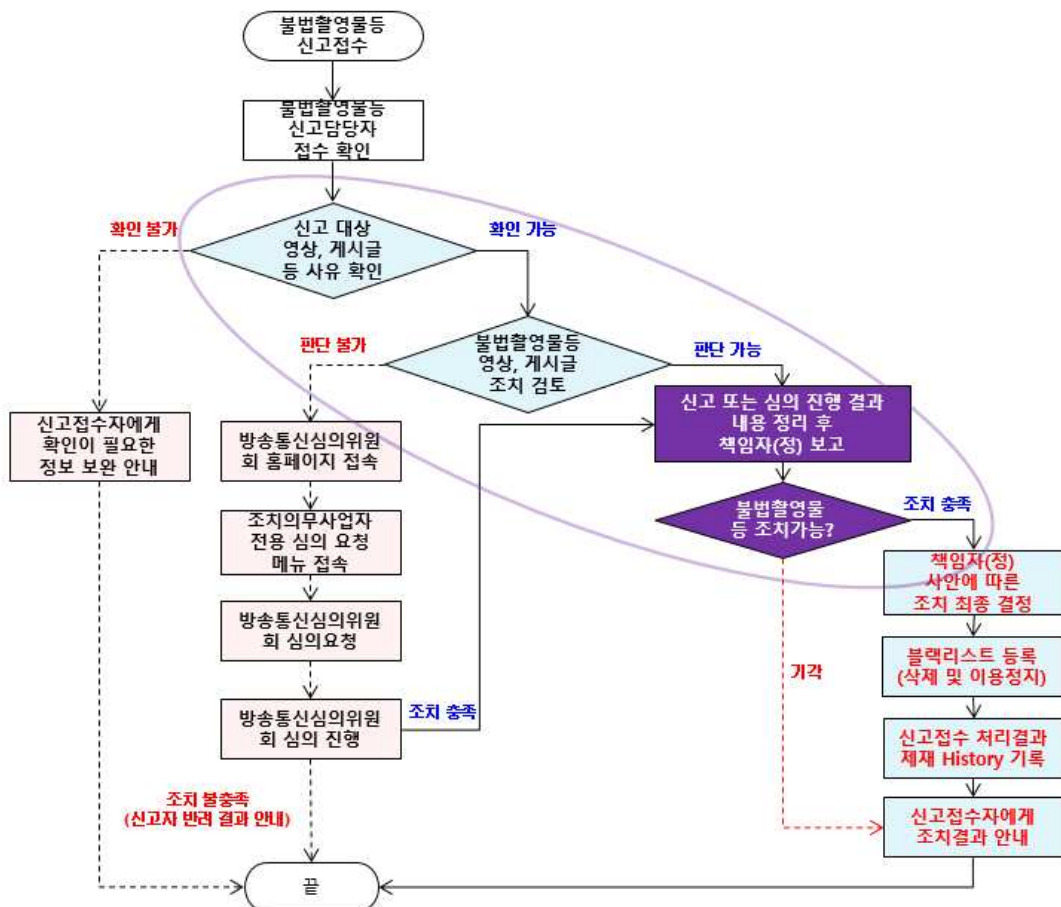 불법촬영물등
신고접수
불법촬영물등
신고담당자
접수 확인
확인 불가
신고 대상
영상, 게시글
등 사유 확인
확인 가능
판단 불가
불법촬영물등
영상, 게시글
조치 검토
판단 가능
신고접수자에게
확인이 필요한
정보 보완 안내
방송통신심의위원
회 홈페이지 접속
신고 또는 심의 진행 결과
내용 정리 후
책임자(정) 보고
조치의무사업자
전용 심의 요청
메뉴 접속
불법촬영물
등 조치가능?
조치 충족
책임자(정)
사안에 따른
조치 최종 결정
방송통신심의위원
회 심의요청
기각
블랙리스트 등록
(삭제 및 이용정지)
방송통신심의위원
회 심의 진행
조치 충족
신고접수 처리결과
제재 History 기록
조치 불충족
(신고자 반려 결과 안내)
신고접수자에게
조치결과 안내
끝